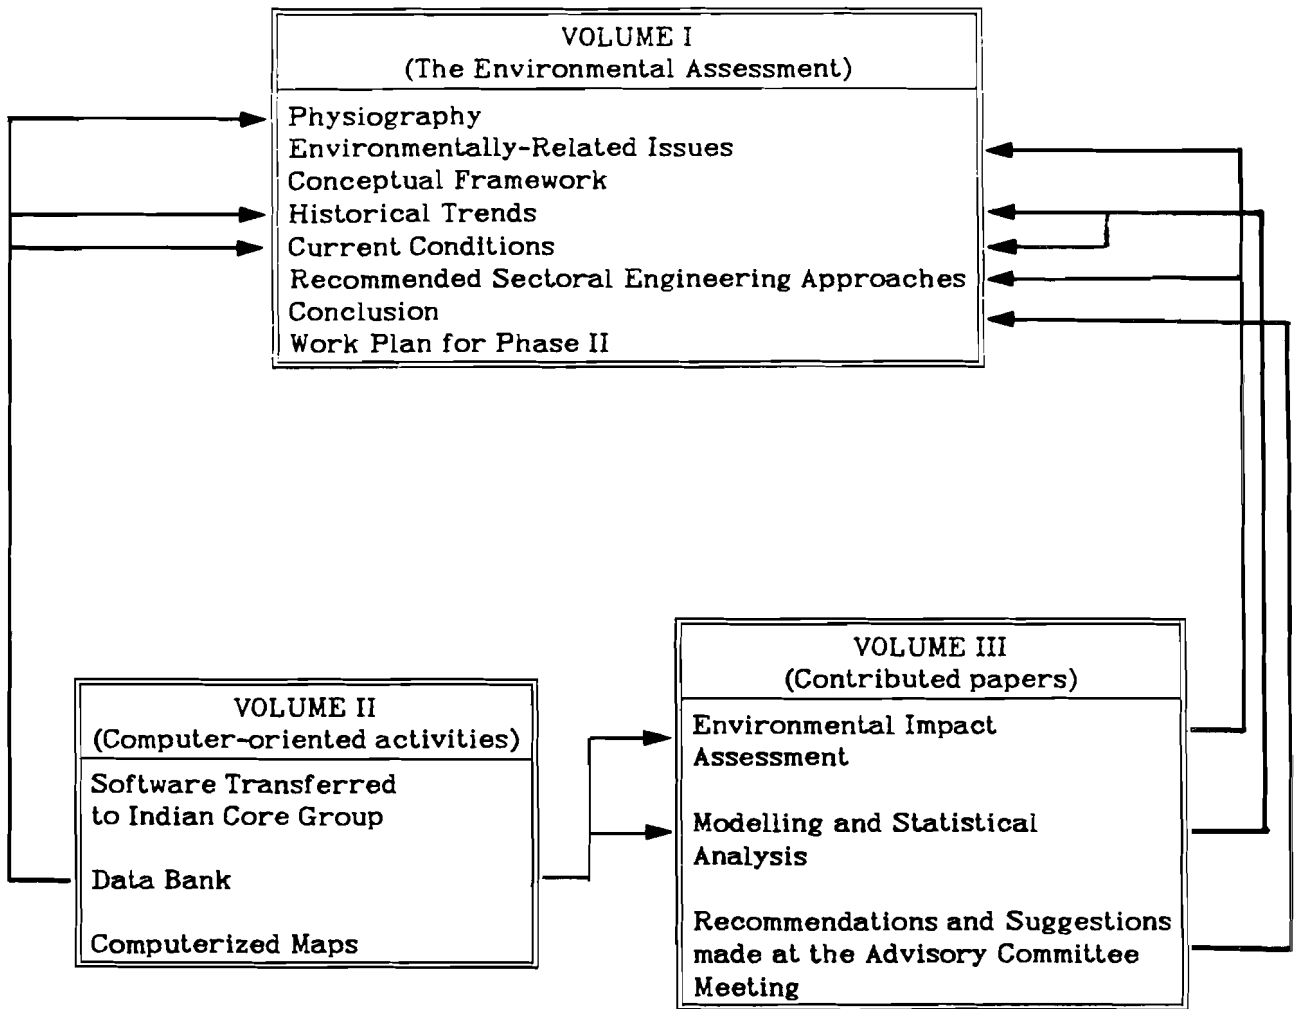 VOLUME I
(The Environmental Assessment)
Physiography
Environmentally-Related Issues
Conceptual Framework
Historical Trends
Current Conditions
Recommended Sectoral Engineering Approaches
Conclusion
Work Plan for Phase II
VOLUME II
(Computer-oriented activities)
Software Transferred
to Indian Core Group
Data Bank
Computerized Maps
VOLUME III
(Contributed papers)
Environmental Impact
Assessment
Modelling and Statistical
Analysis
Recommendations and Suggestions
made at the Advisory Committee
Meeting